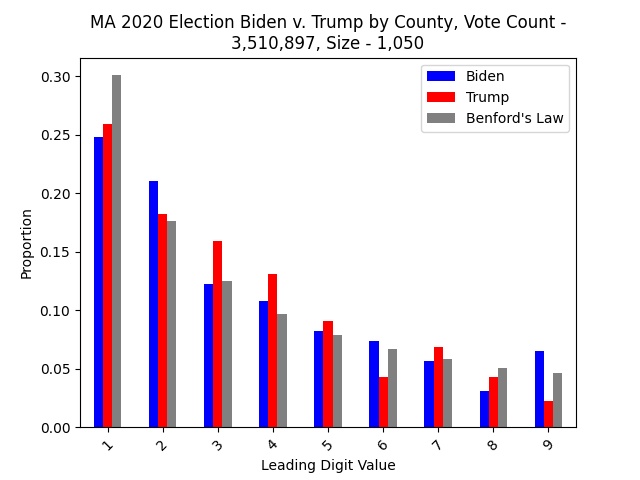 MA 2020 Election Biden v. Trump by County, Vote Count -
3,510,897, Size - 1,050
Biden
Trump
Benford's Law
Proportion
0.30
0.25
0.20
0.15
0.10
0.05
0.00
1 2 3 4 5 6 7 8 9
Leading Digit Value